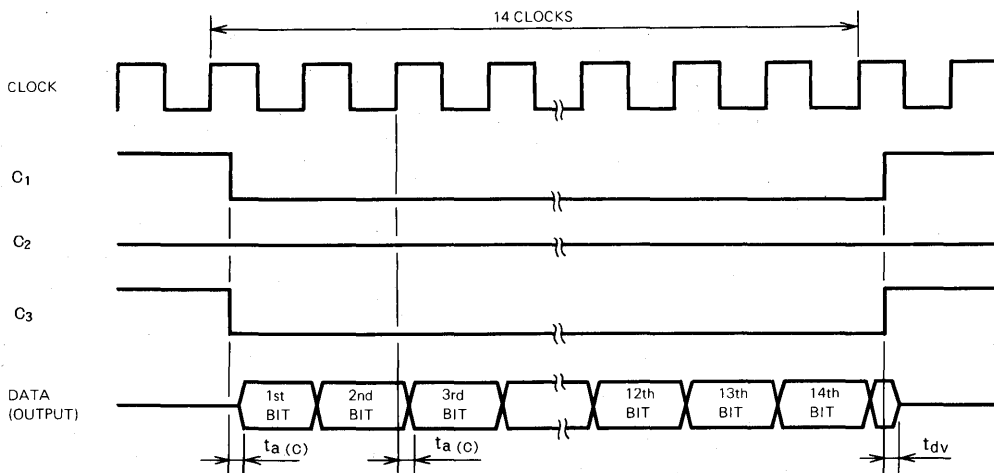 14 CLOCKS
CLOCK
C1
C2
C3
DATA
(OUTPUT)
1st
BIT
2nd
BIT
3rd
BIT
12th
BIT
13th
BIT
14th
BIT
ta (C)
ta (C)
tdv